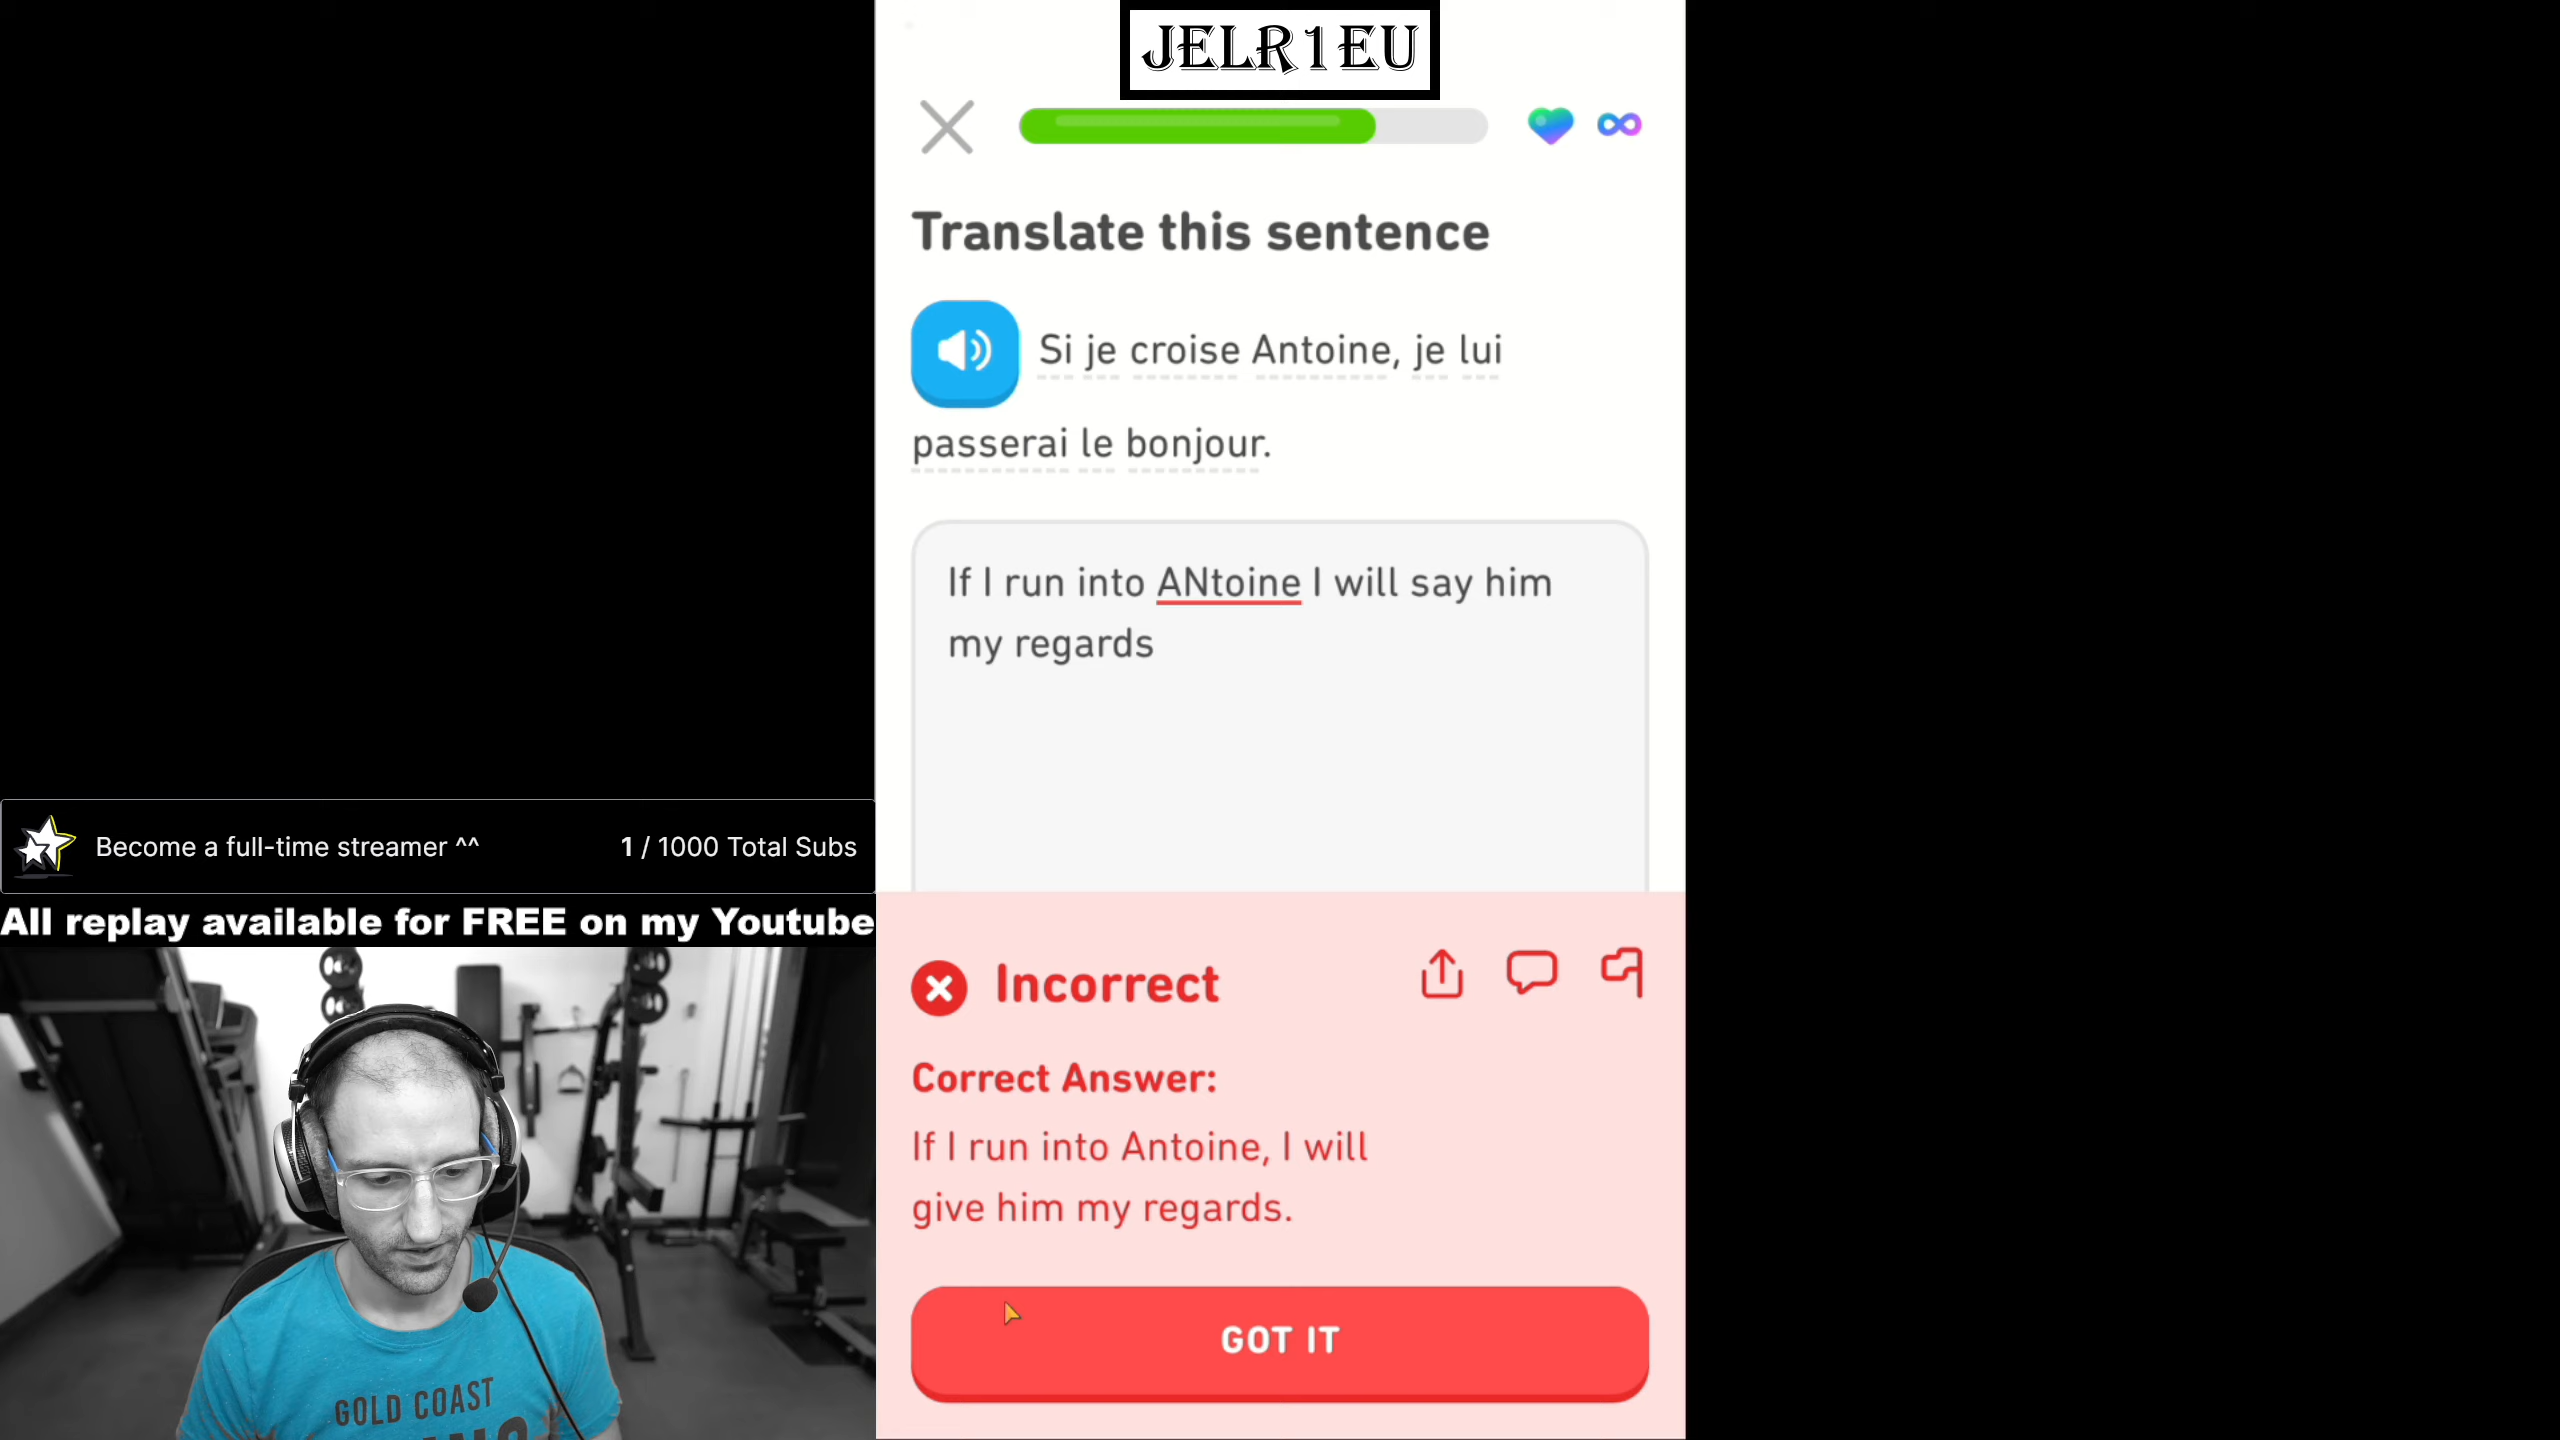 JELR1EU
Translate this sentence
Si je croise Antoine, je lui
passerai le bonjour.
If I run into ANtoine I will say him
my regards
Become a full-time streamer ^^ 1 / 1000 Total Subs
All replay available for FREE on my Youtube
Incorrect
Correct Answer:
If I run into Antoine, I will
give him my regards.
GOT IT
GOLD COAST